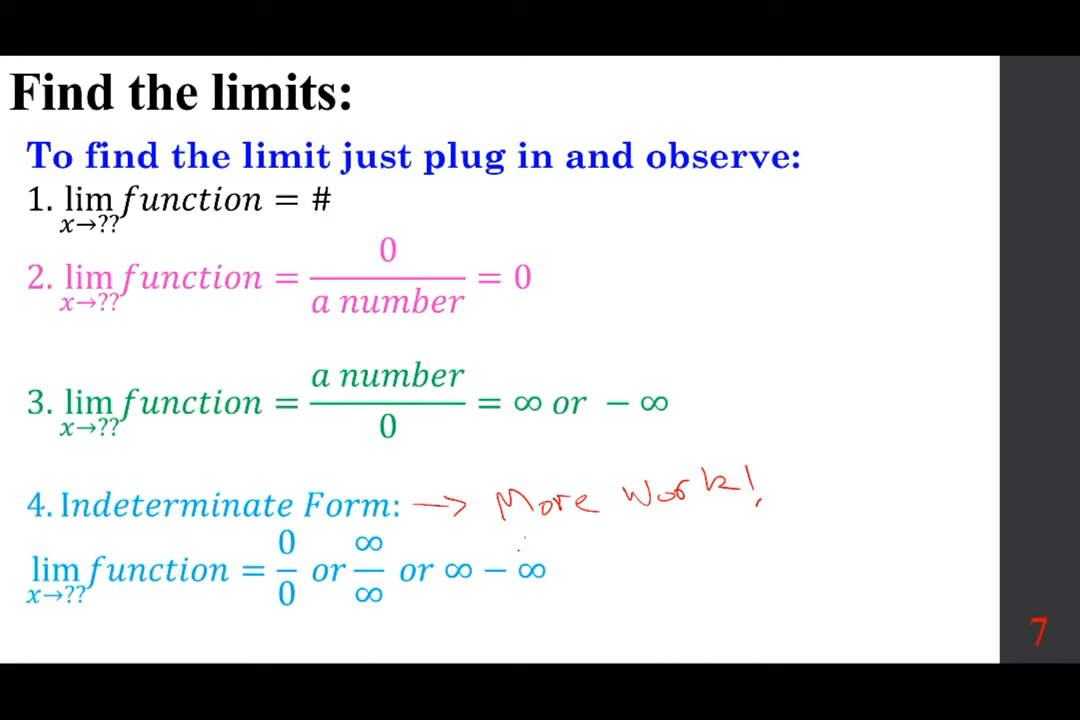 Find the limits:
To find the limit just plug in and observe:
1. lim x→?? function = #
2. lim x→?? function = 0 / a number = 0
3. lim x→?? function = a number / 0 = ∞ or − ∞
4. Indeterminate Form: → More Work!
lim x→?? function = 0/0 or ∞/∞ or ∞ − ∞
7